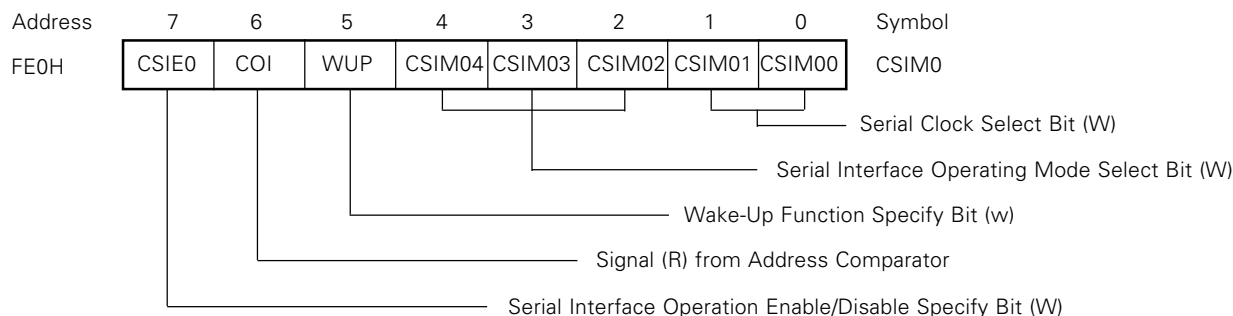 Address 7 6 5 4 3 2 1 0 Symbol
FE0H CSIE0 COI WUP CSIM04 CSIM03 CSIM02 CSIM01 CSIM00 CSIM0
Serial Clock Select Bit (W)
Serial Interface Operating Mode Select Bit (W)
Wake-Up Function Specify Bit (w)
Signal (R) from Address Comparator
Serial Interface Operation Enable/Disable Specify Bit (W)